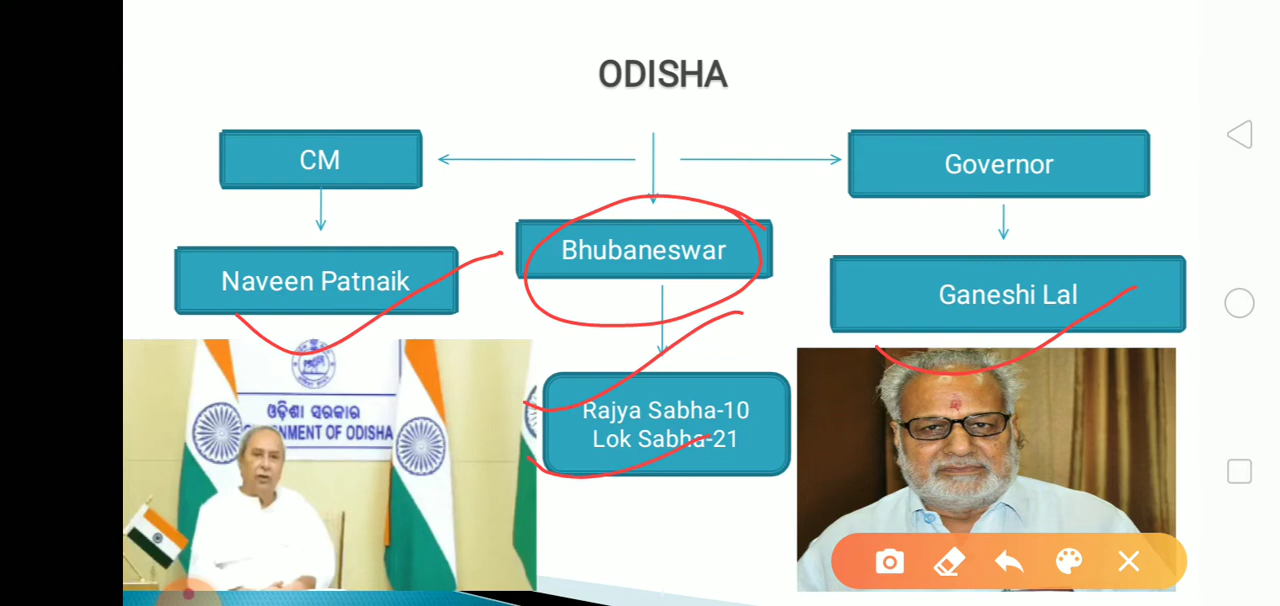 ODISHA
CM
Governor
Bhubaneswar
Naveen Patnaik
Ganeshi Lal
ଓଡ଼ିଶା ସରକାର
GOVERNMENT OF ODISHA
Rajya Sabha-10
Lok Sabha-21